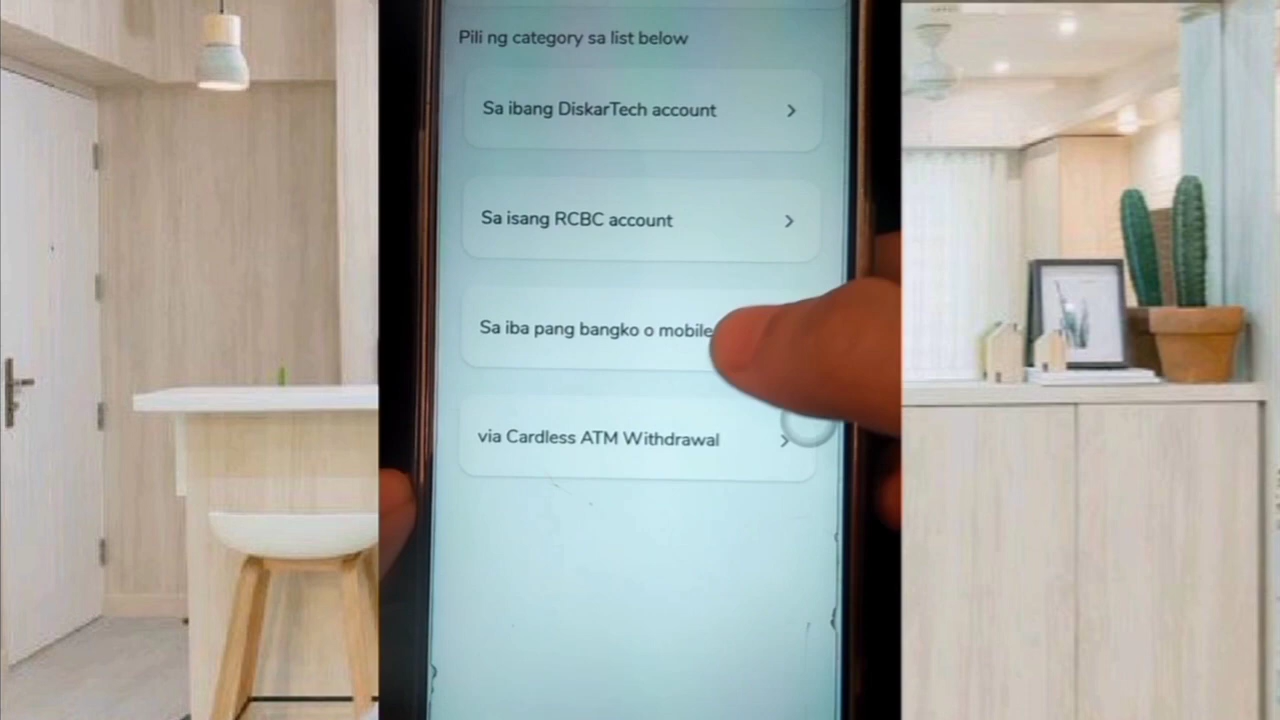 Pili ng category sa list below
Sa ibang DiskarTech account
Sa isang RCBC account
Sa iba pang bangko o mobile
via Cardless ATM Withdrawal